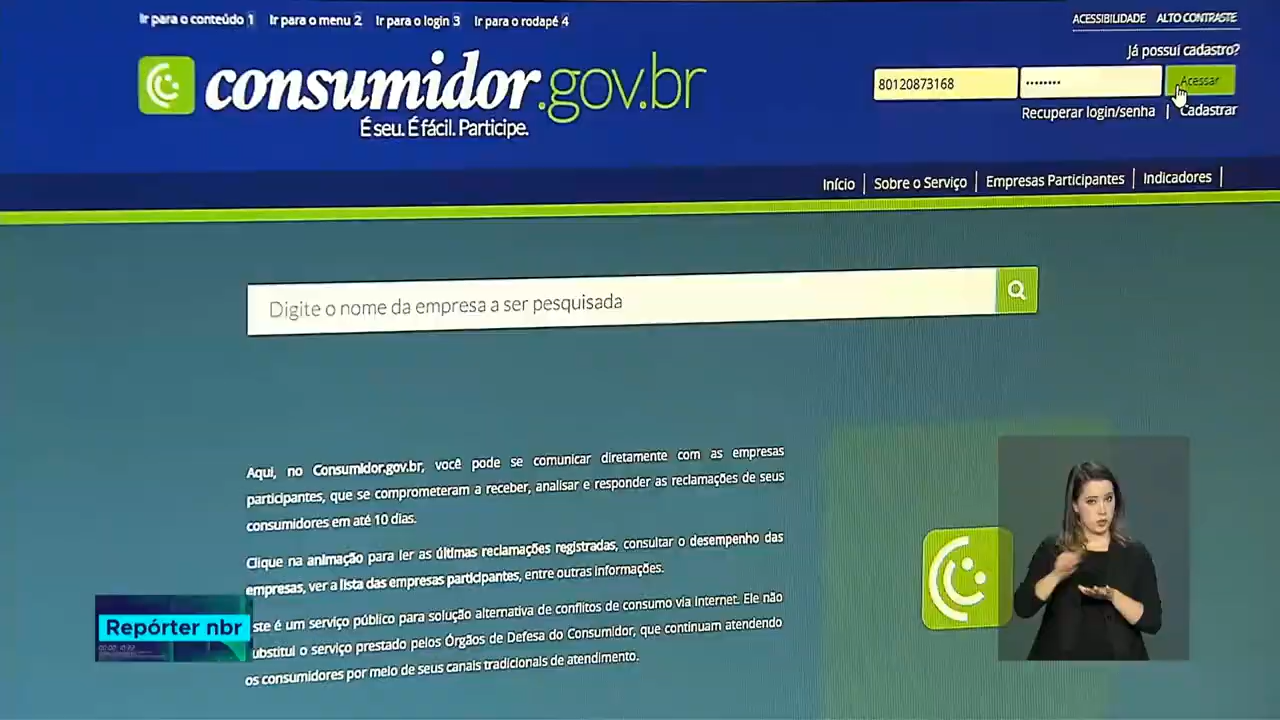 Ir para o conteúdo 1 Ir para o menu 2 Ir para o login 3 Ir para o rodapé 4
ACESSIBILIDADE ALTO CONTRASTE
Já possui cadastro?
consumidor.gov.br
80120873168 •••••••• Acessar
É seu. É fácil. Participe.
Recuperar login/senha | Cadastrar
Início | Sobre o Serviço | Empresas Participantes | Indicadores |
Digite o nome da empresa a ser pesquisada
Aqui, no Consumidor.gov.br, você pode se comunicar diretamente com as empresas
participantes, que se comprometeram a receber, analisar e responder as reclamações de seus
consumidores em até 10 dias.
Clique na animação para ler as últimas reclamações registradas, consultar o desempenho das
empresas, ver a lista das empresas participantes, entre outras informações.
ste é um serviço público para solução alternativa de conflitos de consumo via internet. Ele não
ubstitui o serviço prestado pelos Órgãos de Defesa do Consumidor, que continuam atendendo
os consumidores por meio de seus canais tradicionais de atendimento.
Repórter nbr